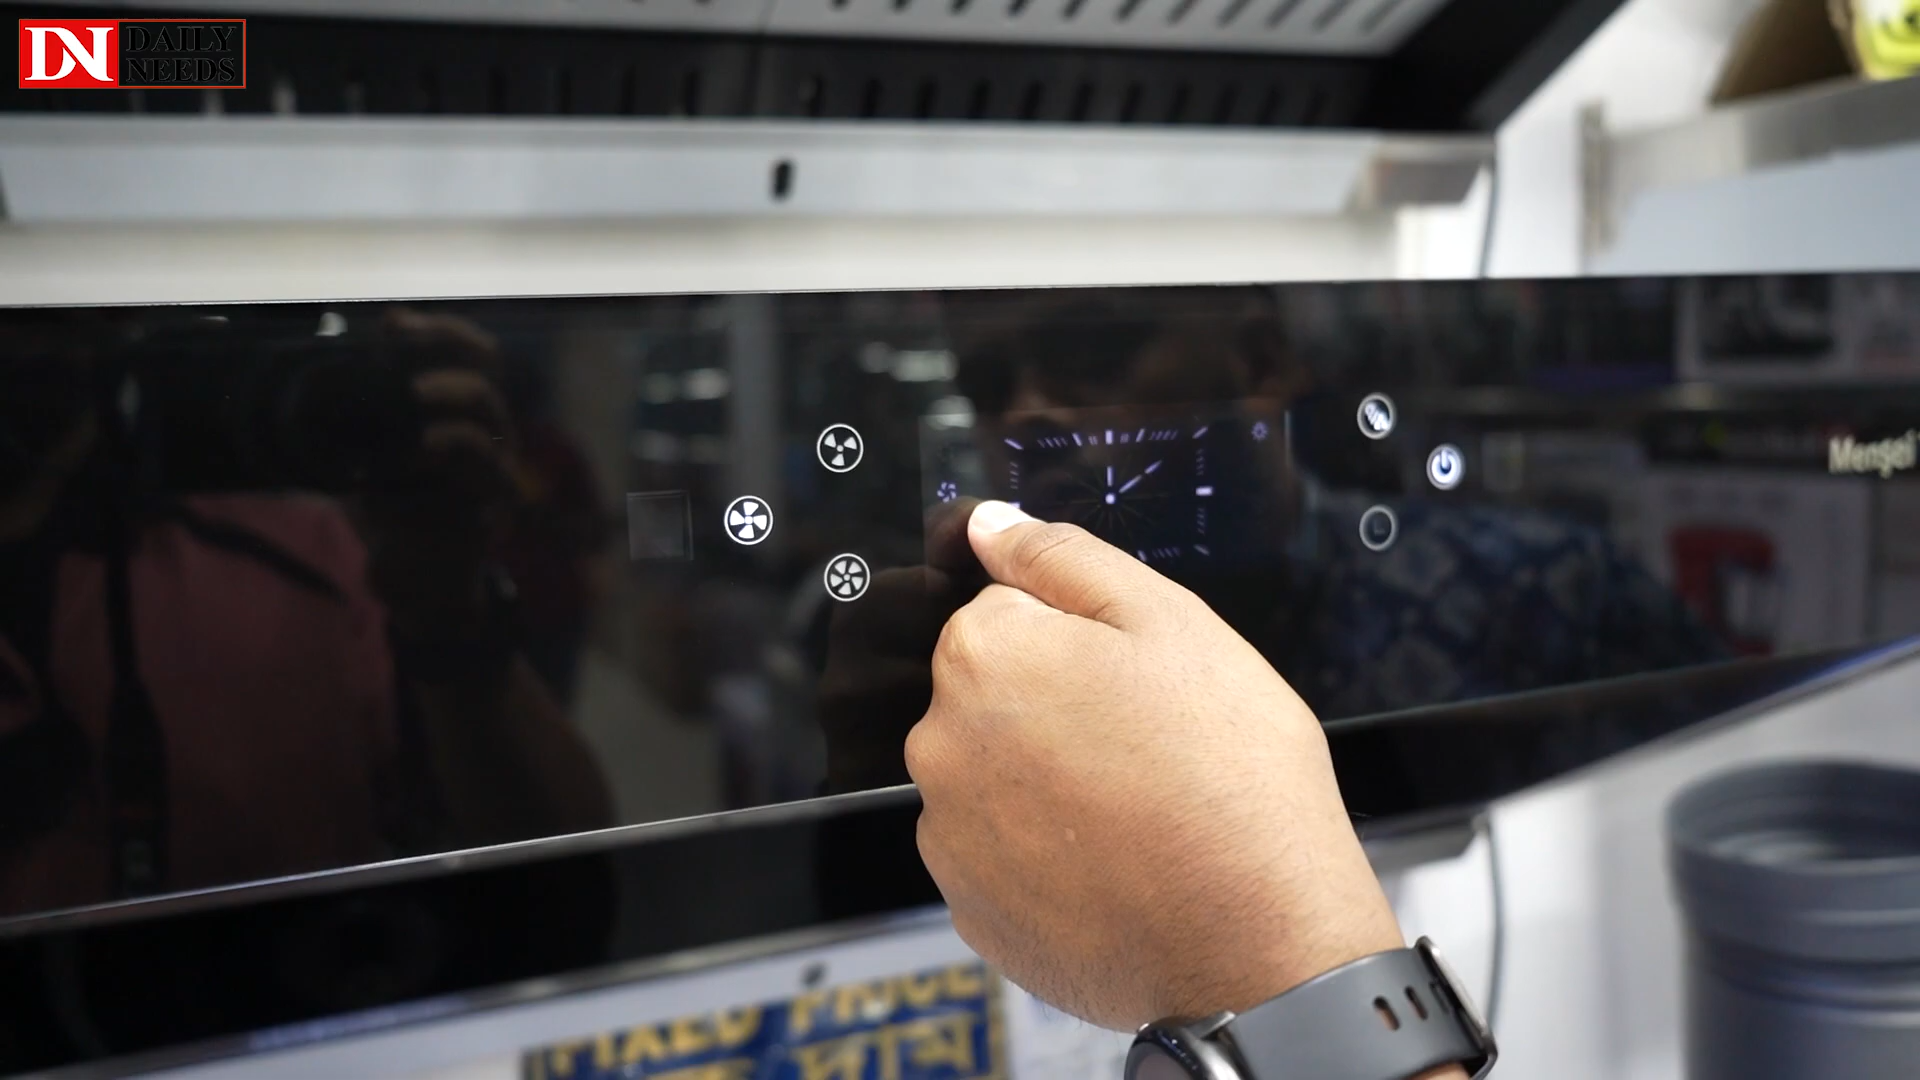 DN DAILY
NEEDS
Mengei
FIXED PRICE
দাম